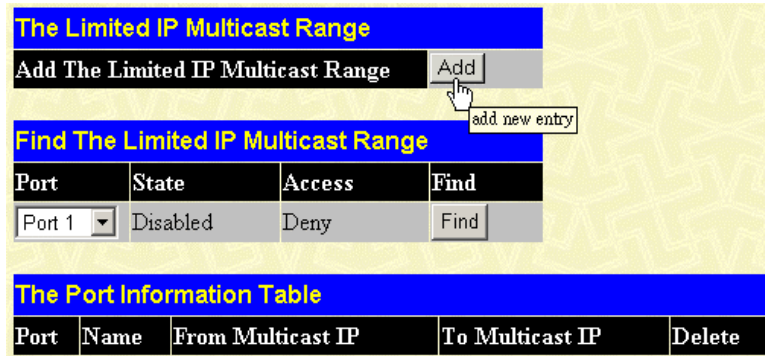 The Limited IP Multicast Range
Add The Limited IP Multicast Range Add
add new entry
Find The Limited IP Multicast Range
Port State Access Find
Port 1 Disabled Deny Find
The Port Information Table
Port Name From Multicast IP To Multicast IP Delete